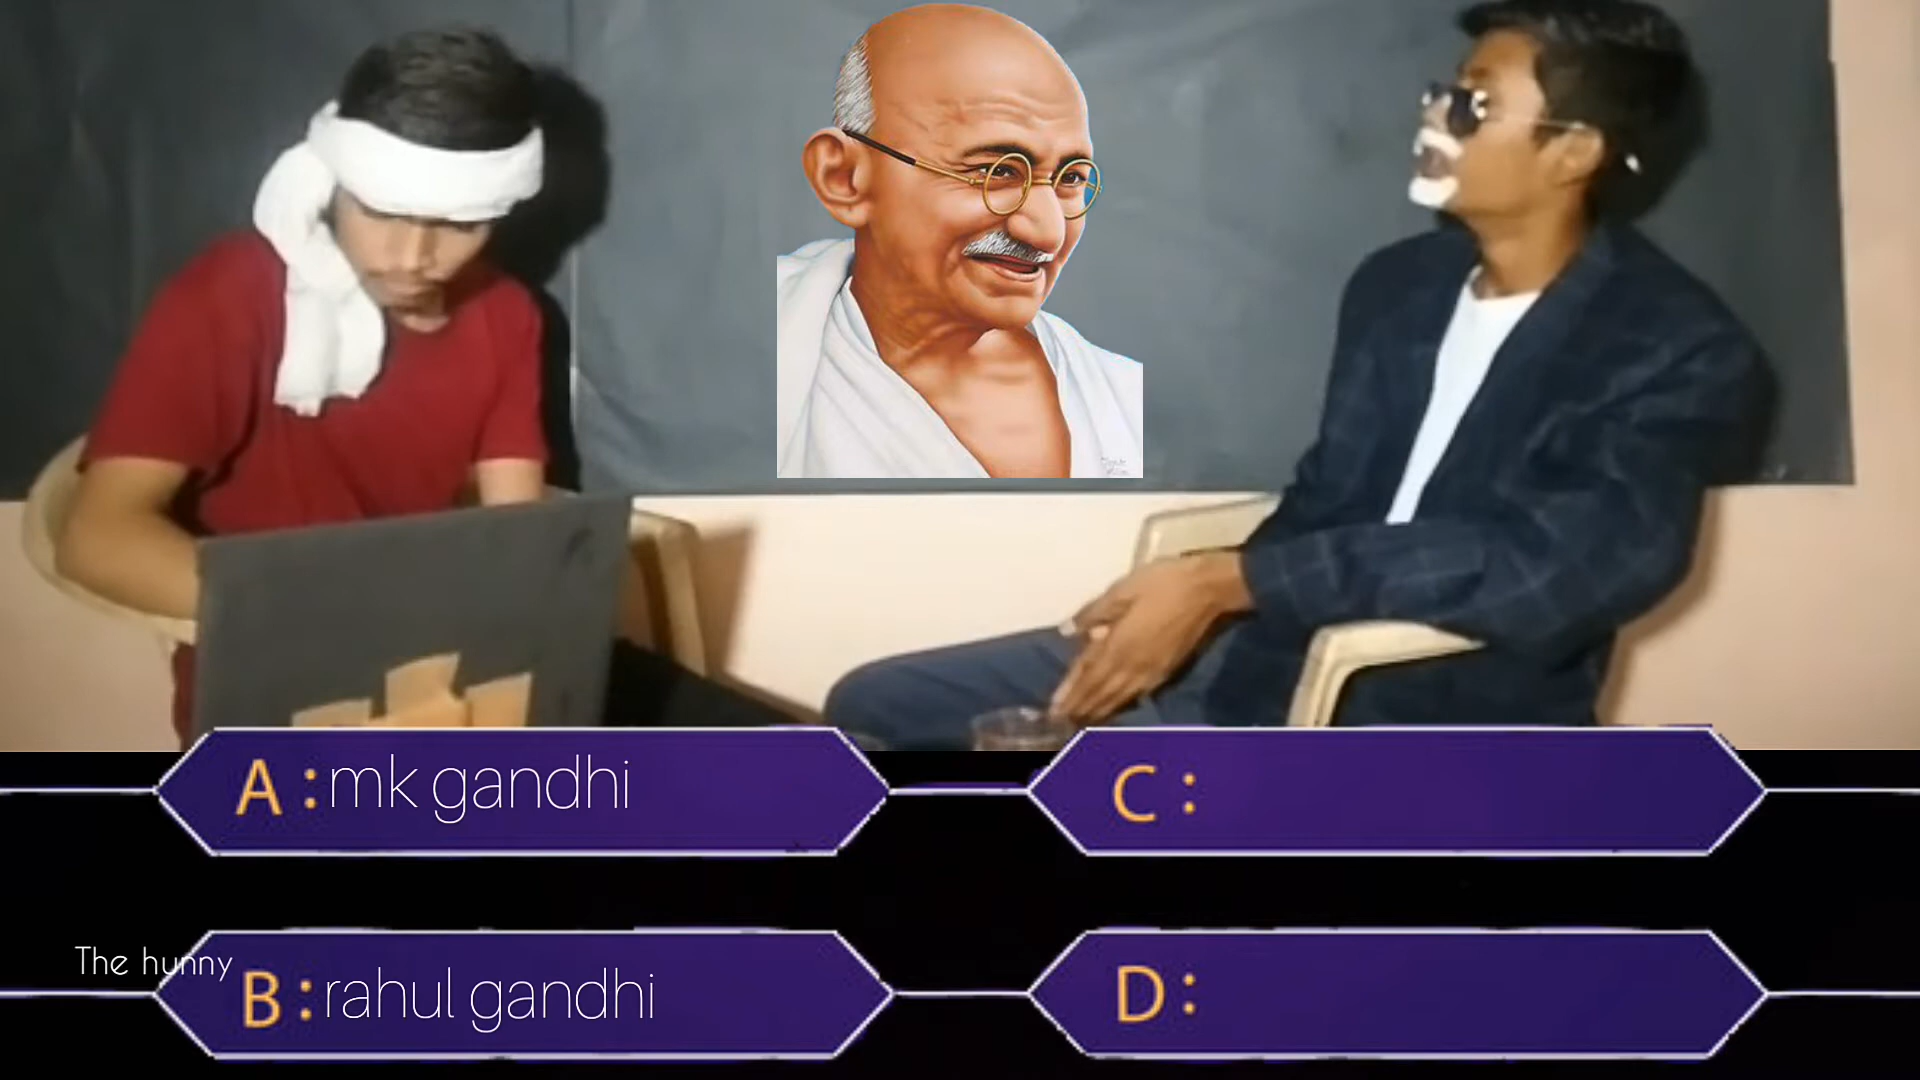 A : mk gandhi
C :
The hunny
B : rahul gandhi
D :